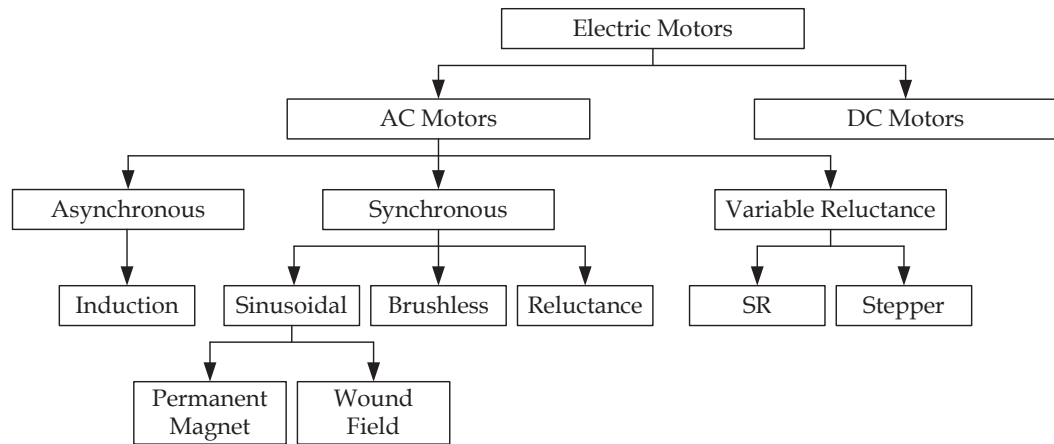 Electric Motors
AC Motors
DC Motors
Asynchronous
Synchronous
Variable Reluctance
Induction
Sinusoidal
Brushless
Reluctance
SR
Stepper
Permanent
Magnet
Wound
Field